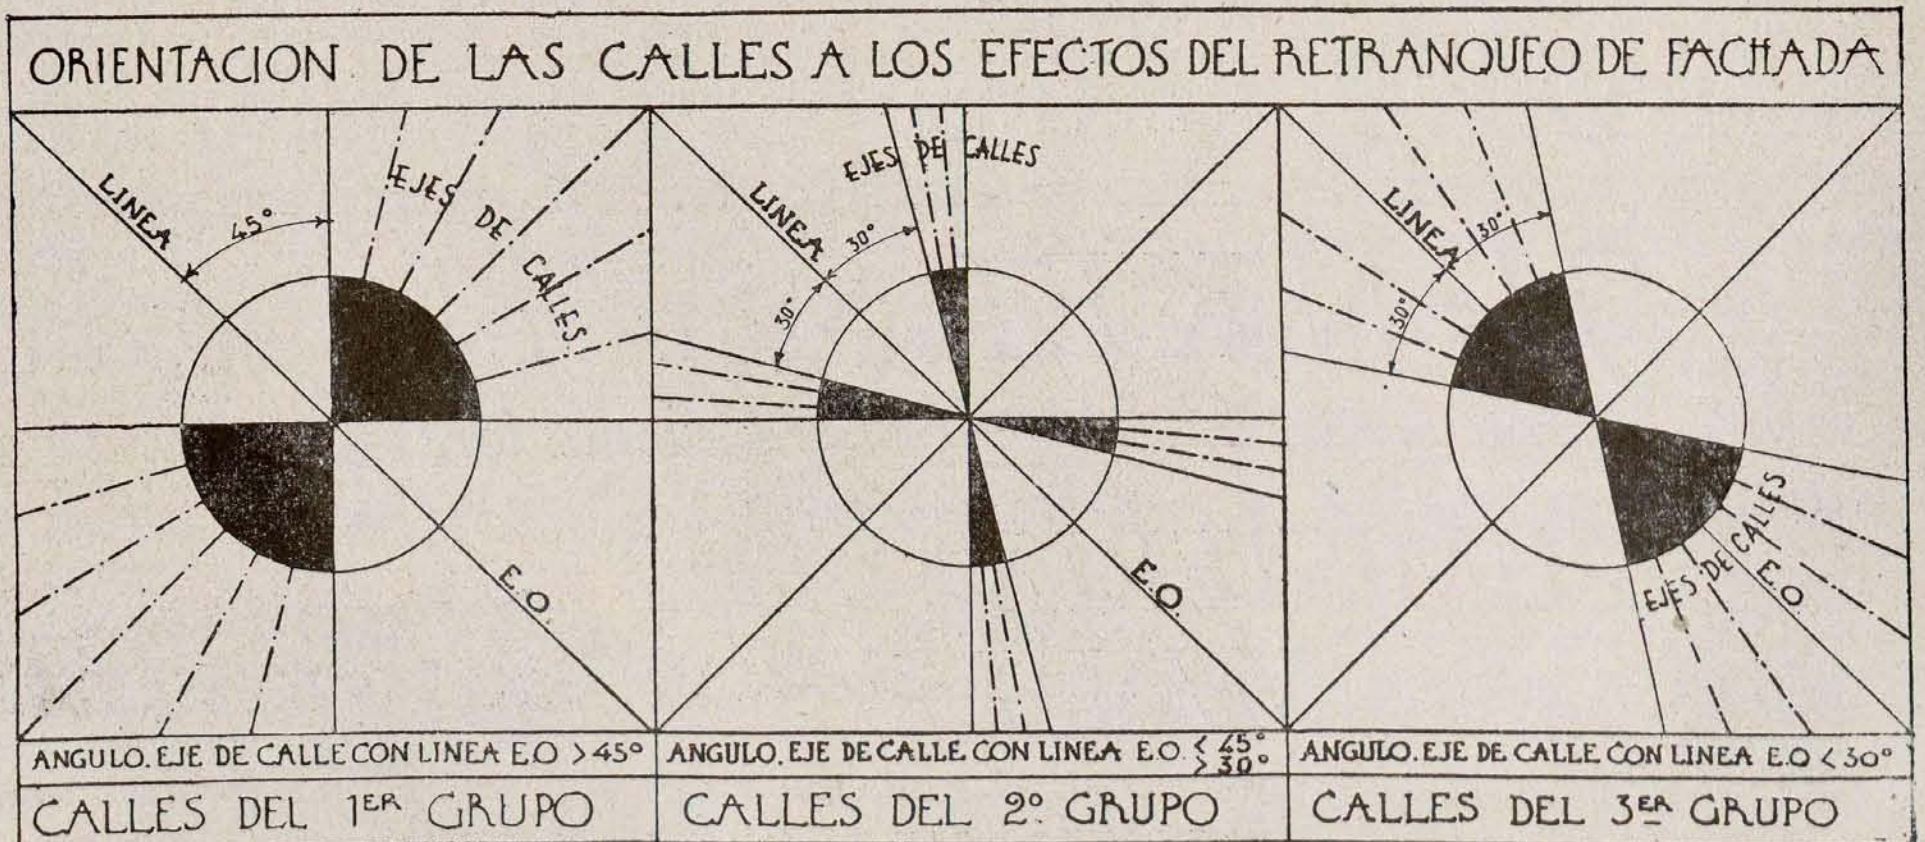 ORIENTACION DE LAS CALLES A LOS EFECTOS DEL RETRANQUEO DE FACHADA
LINEA
45°
EJES DE CALLES
E.O.
ANGULO. EJE DE CALLE CON LINEA E.O > 45°
CALLES DEL 1ER GRUPO
LINEA
30°
30°
EJES DE CALLES
E.O.
ANGULO. EJE DE CALLE CON LINEA E.O. < 45° > 30°
CALLES DEL 2º. GRUPO
LINEA
30°
30°
EJES DE CALLES
E.O.
ANGULO. EJE DE CALLE CON LINEA E.O < 30°
CALLES DEL 3ER GRUPO